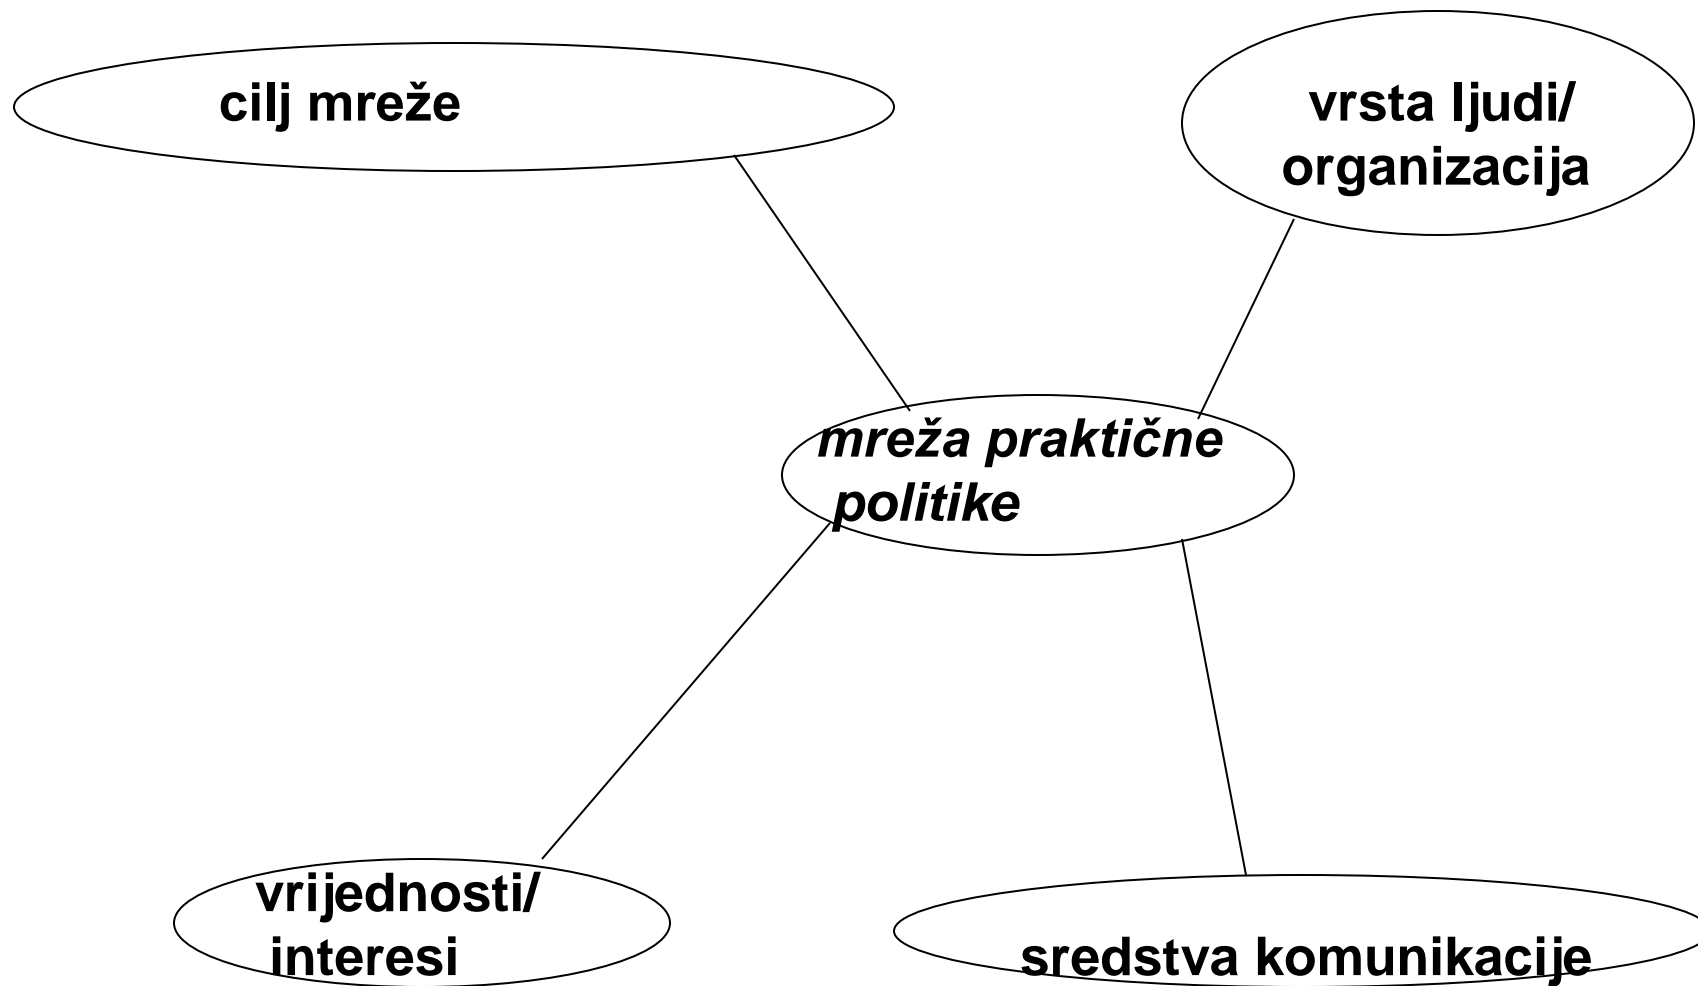 cilj mreže
vrsta ljudi/
organizacija
mreža praktične
politike
vrijednosti/
interesi
sredstva komunikacije